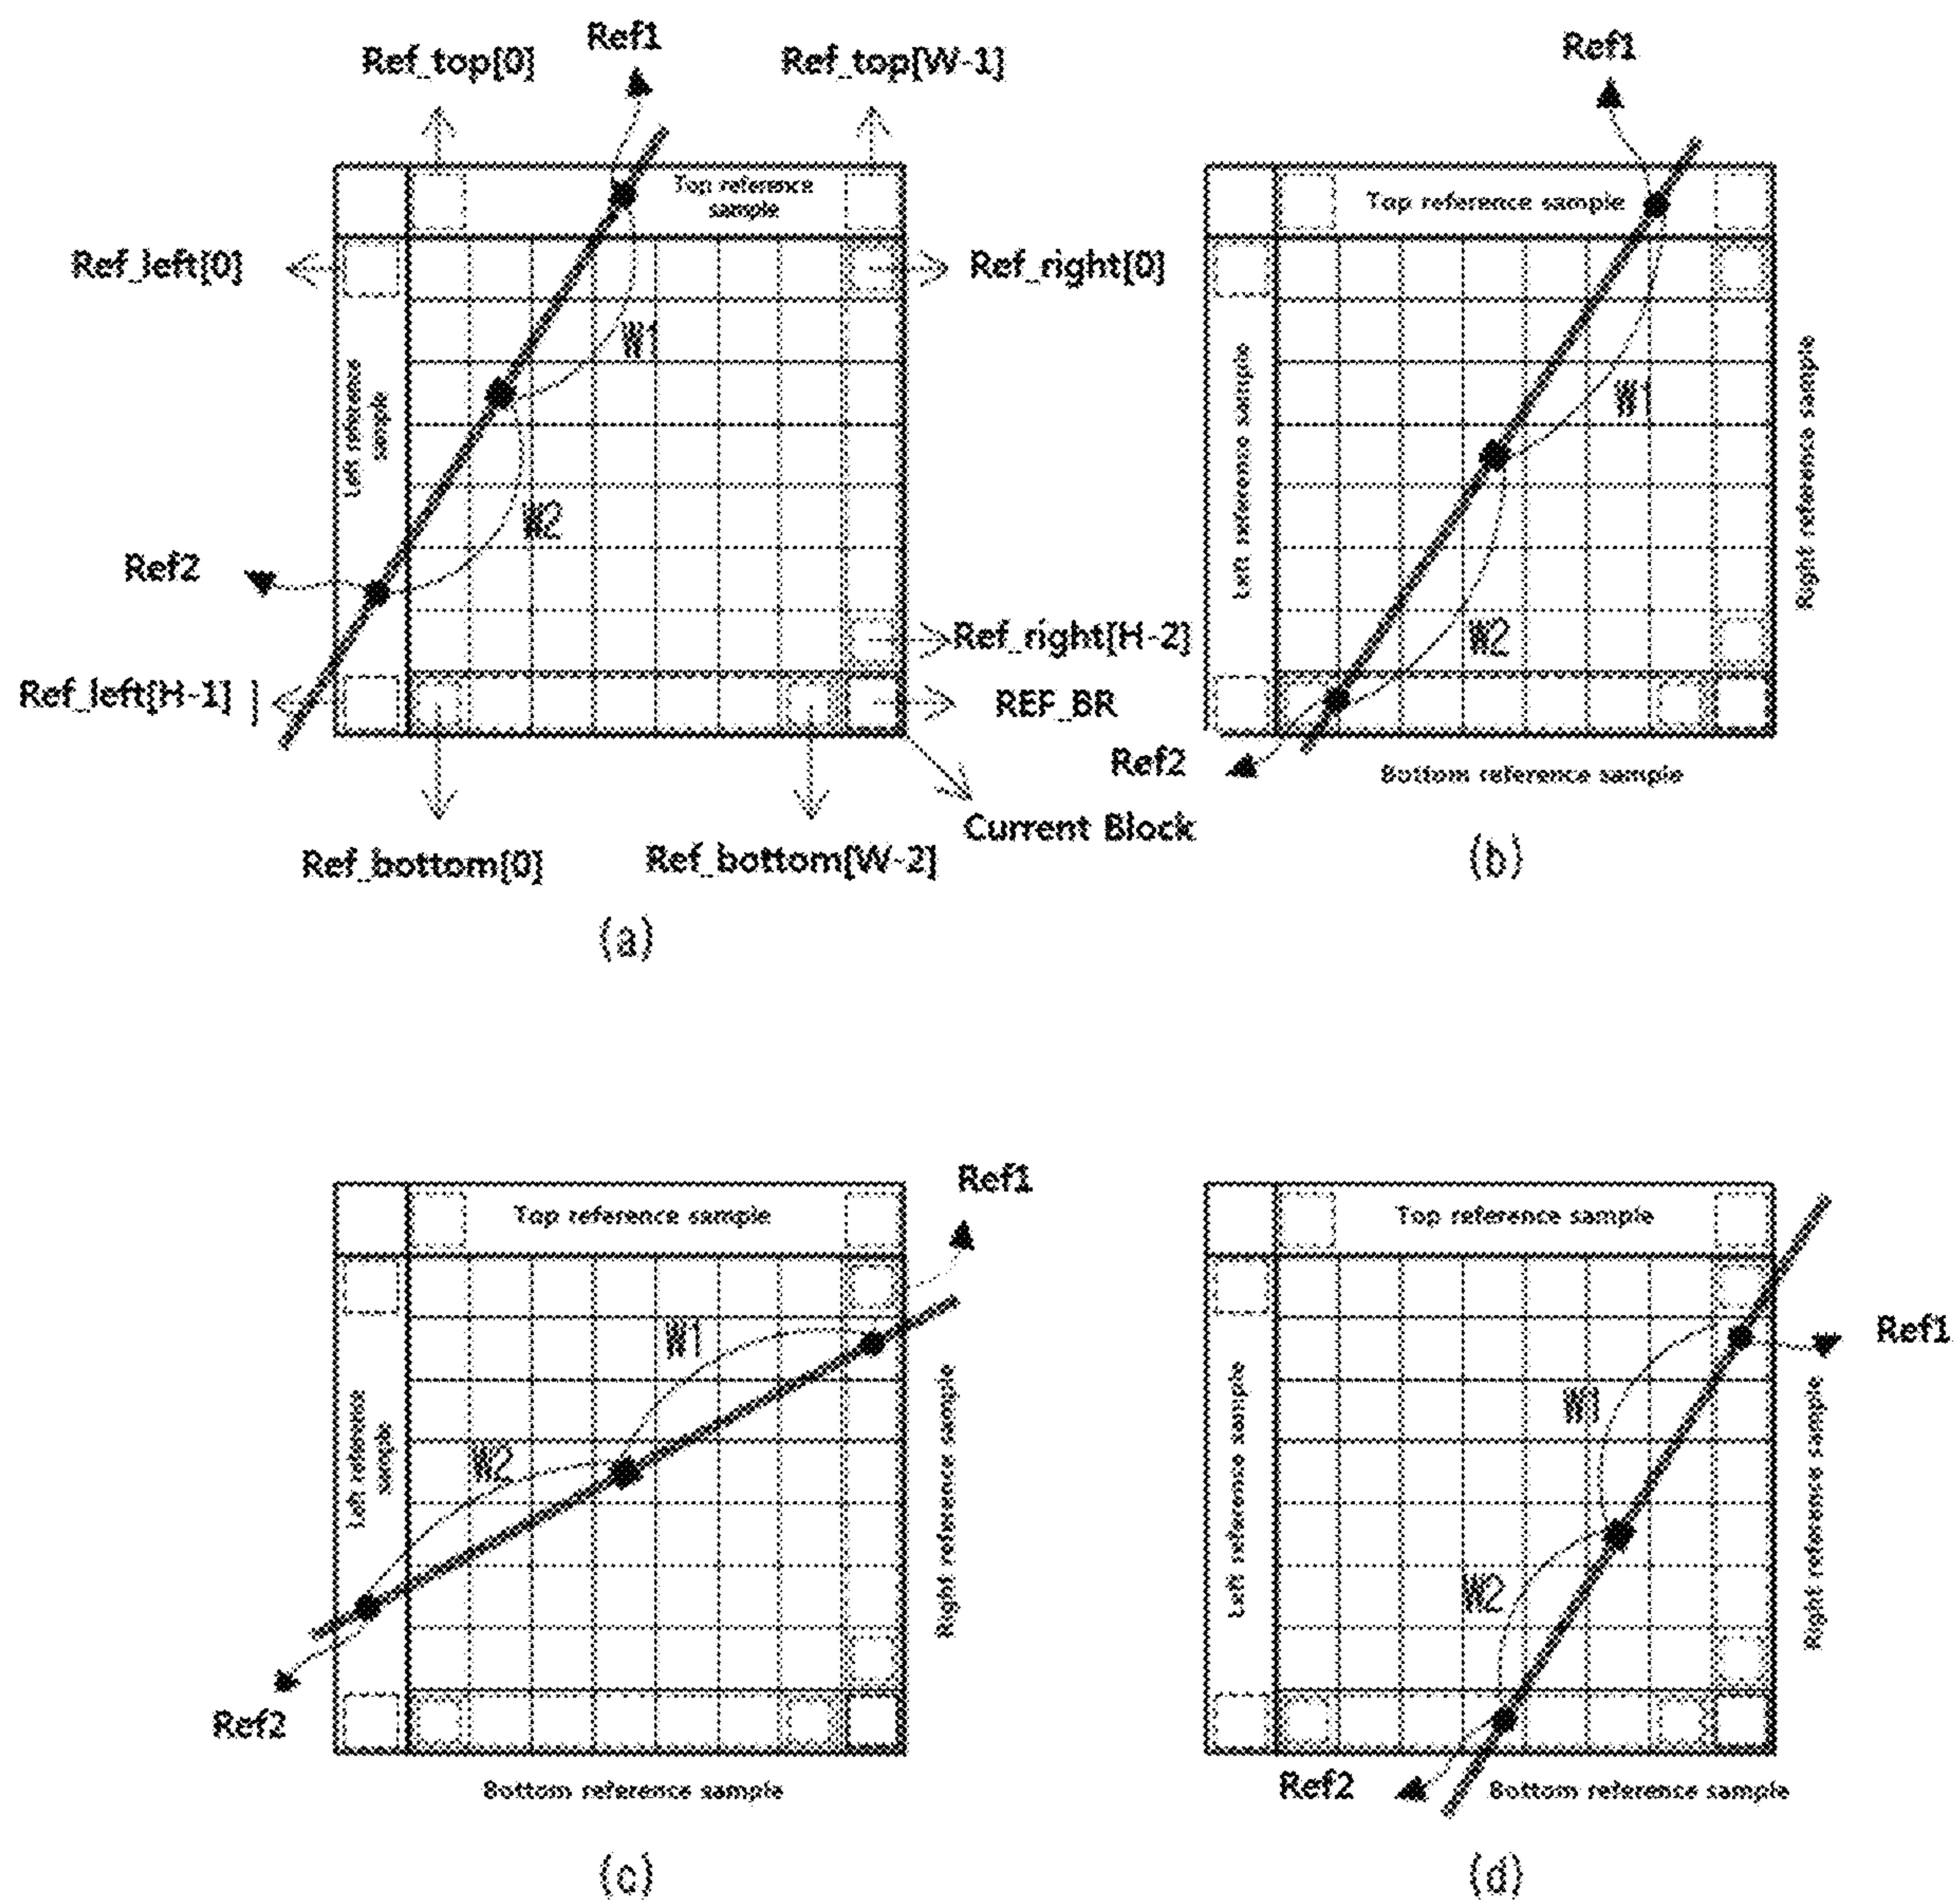 Ref_top[0]
Ref1
Ref_top[W-1]
Top reference
sample
Ref_left[0]
Ref_right[0]
W1
Left reference
sample
W2
Ref2
Ref_right[H-2]
Ref_left[H-1]
REF_BR
Current Block
Ref_bottom[0]
Ref_bottom[W-2]
(a)
Ref1
Top reference sample
Left reference sample
W1
Right reference sample
W2
Ref2
Bottom reference sample
(b)
Ref1
Top reference sample
W1
Left reference
sample
W2
Right reference sample
Ref2
Bottom reference sample
(c)
Top reference sample
Ref1
Left reference sample
W1
Right reference sample
W2
Ref2
Bottom reference sample
(d)